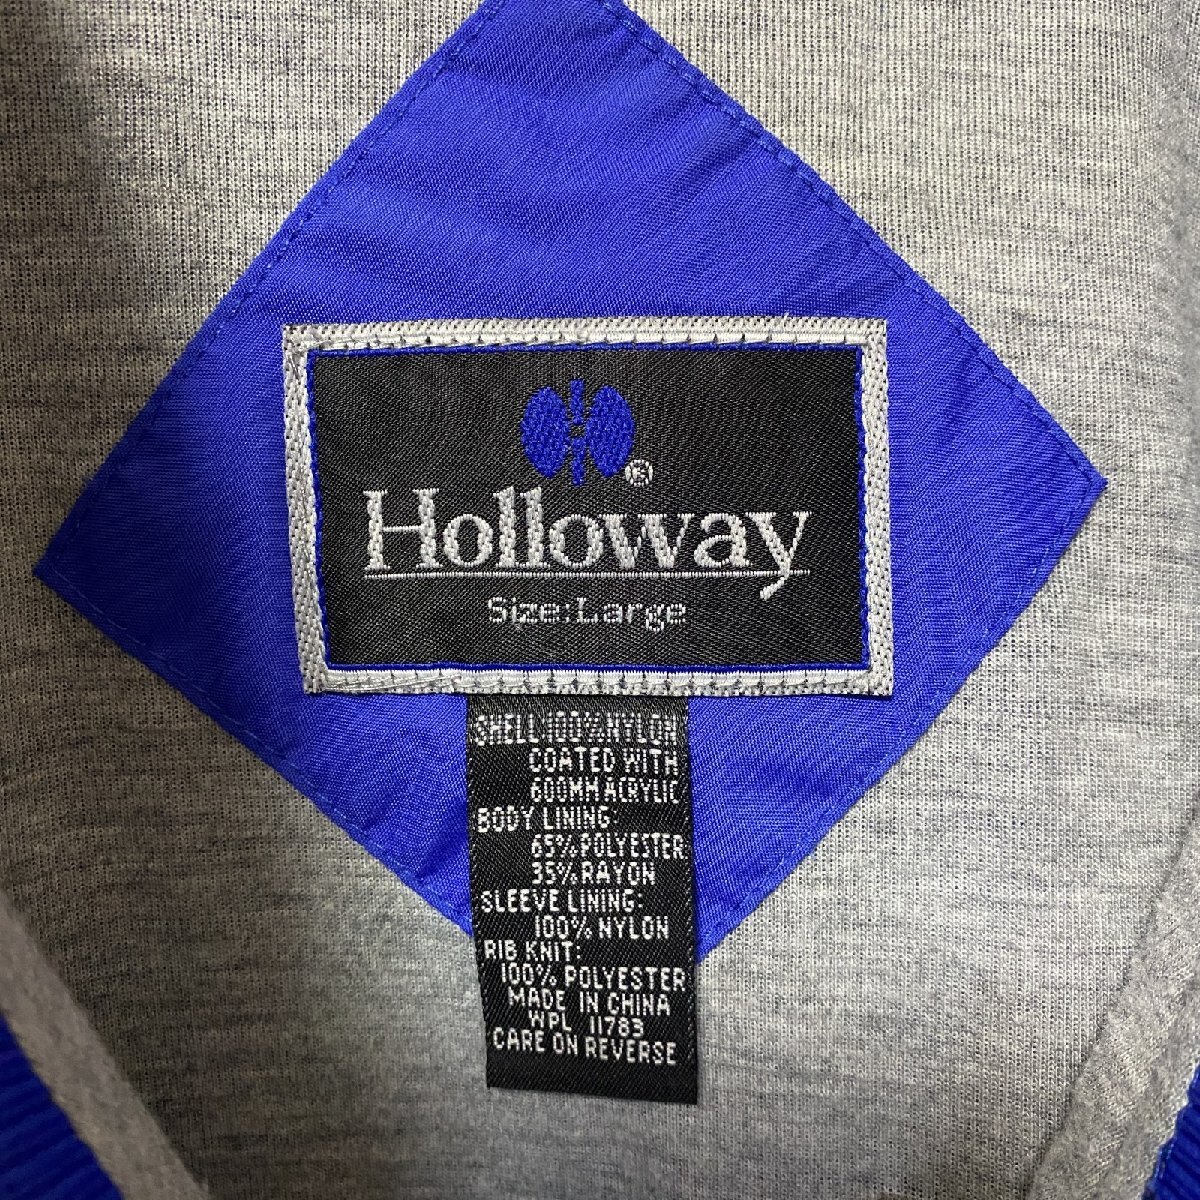 ®
Holloway
Size:Large
SHELL:100% NYLON
COATED WITH
600MM ACRYLIC
BODY LINING:
65% POLYESTER
35% RAYON
SLEEVE LINING:
100% NYLON
RIB KNIT:
100% POLYESTER
MADE IN CHINA
WPL 11783
CARE ON REVERSE